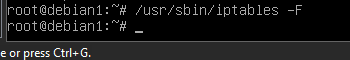 root@debian1:~# /usr/sbin/iptables -F
root@debian1:~# _
e or press Ctrl+G.